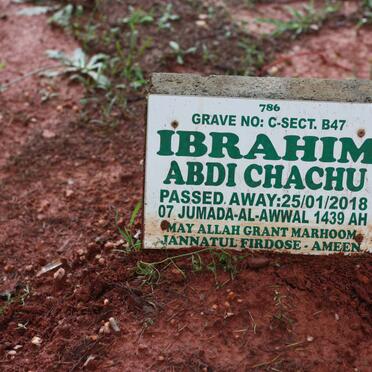 786
GRAVE NO: C-SECT. B47
IBRAHIM
ABDI CHACHU
PASSED AWAY:25/01/2018
07 JUMADA-AL-AWWAL 1439 AH
MAY ALLAH GRANT MARHOOM
JANNATUL FIRDOSE - AMEEN